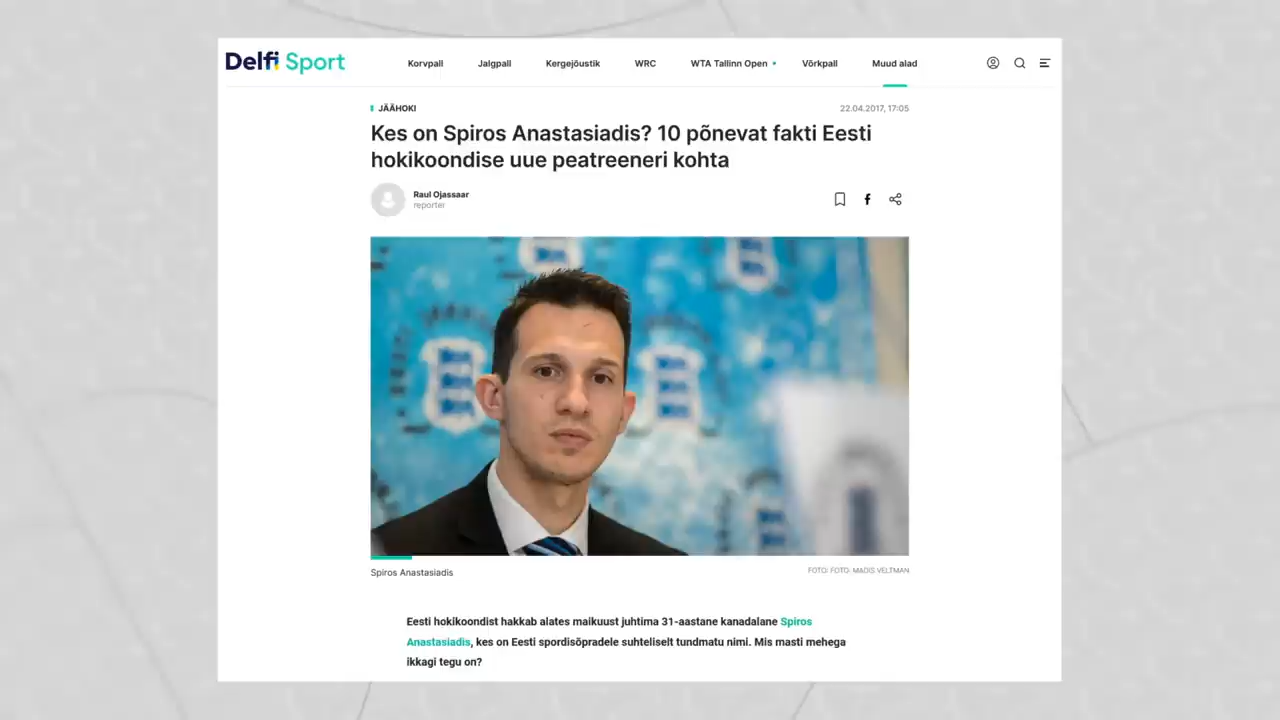 Delfi Sport
Korvpall Jalgpall Kergejõustik WRC WTA Tallinn Open Võrkpall Muud alad
JÄÄHOKI 22.04.2017, 17:05
Kes on Spiros Anastasiadis? 10 põnevat fakti Eesti
hokikoondise uue peatreeneri kohta
Raul Ojassaar
reporter
Spiros Anastasiadis FOTO/ FOTO: MADIS VELTMAN
Eesti hokikoondist hakkab alates maikuust juhtima 31-aastane kanadalane Spiros
Anastasiadis, kes on Eesti spordisõpradele suhteliselt tundmatu nimi. Mis masti mehega
ikkagi tegu on?